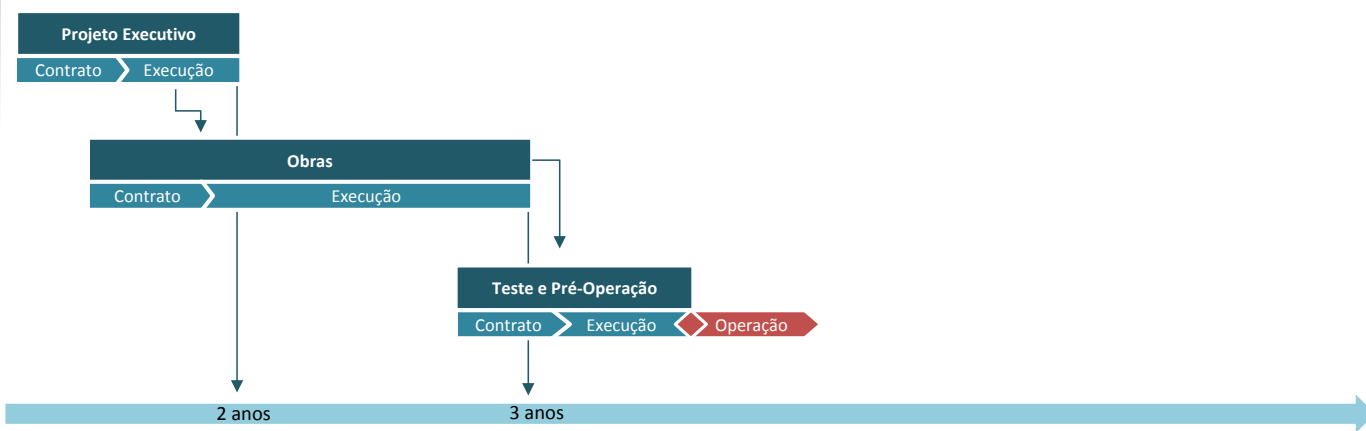 Projeto Executivo
Contrato Execução
Obras
Contrato Execução
Teste e Pré-Operação
Contrato Execução Operação
2 anos 3 anos